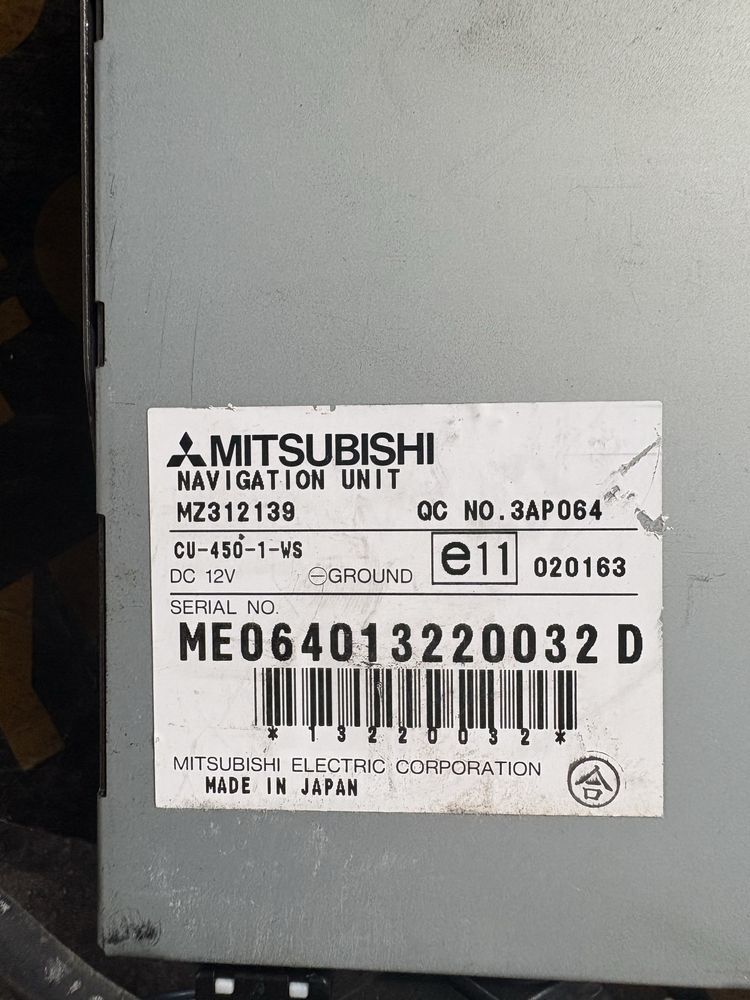 MITSUBISHI
NAVIGATION UNIT
MZ312139 QC NO.3AP064
CU-450-1-WS
DC 12V ⊖GROUND e11 020163
SERIAL NO.
ME064013220032D
*13220032*
MITSUBISHI ELECTRIC CORPORATION
MADE IN JAPAN 合